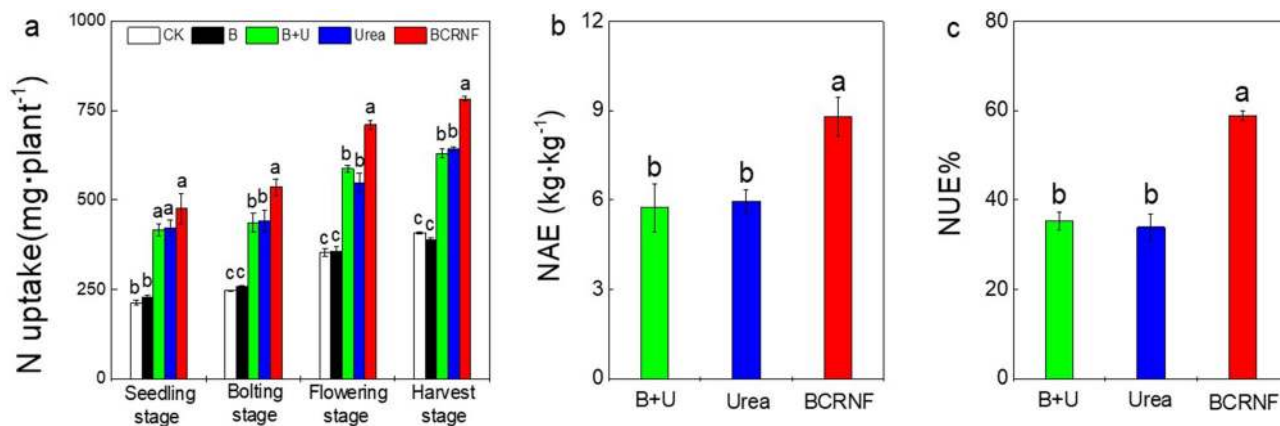 a
CK B B+U Urea BCRNF
N uptake(mg·plant⁻¹)
1000
750
500
250
0
b b a a a
c c b b a
c c b b a
c c b b a
Seedling stage
Bolting stage
Flowering stage
Harvest stage
b
NAE (kg·kg⁻¹)
12
9
6
3
0
b b a
B+U Urea BCRNF
c
NUE%
80
60
40
20
0
b b a
B+U Urea BCRNF